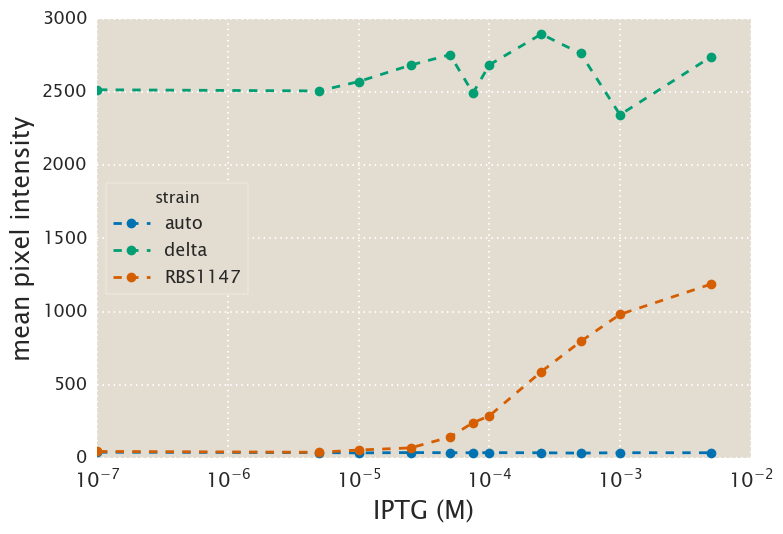 3000
2500
2000
1500
1000
500
0
mean pixel intensity
strain
auto
delta
RBS1147
10⁻⁷ 10⁻⁶ 10⁻⁵ 10⁻⁴ 10⁻³ 10⁻²
IPTG (M)